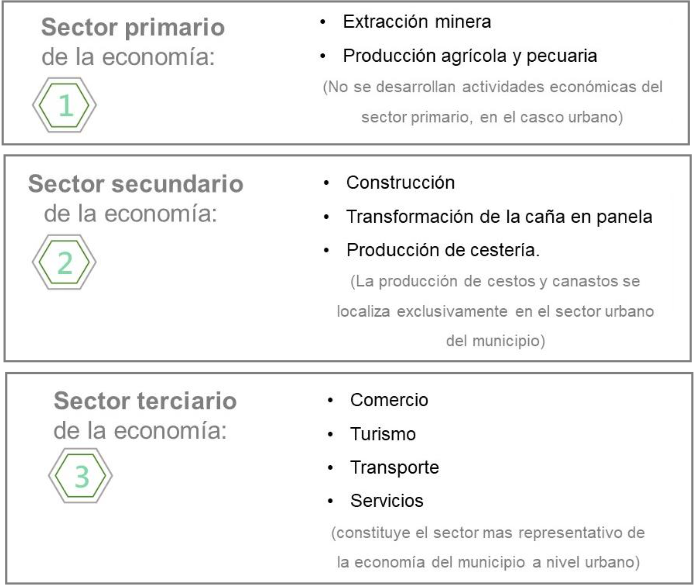 Sector primario
de la economía:
1
• Extracción minera
• Producción agrícola y pecuaria
(No se desarrollan actividades económicas del
sector primario, en el casco urbano)
Sector secundario
de la economía:
2
• Construcción
• Transformación de la caña en panela
• Producción de cestería.
(La producción de cestos y canastos se
localiza exclusivamente en el sector urbano
del municipio)
Sector terciario
de la economía:
3
• Comercio
• Turismo
• Transporte
• Servicios
(constituye el sector mas representativo de
la economía del municipio a nivel urbano)